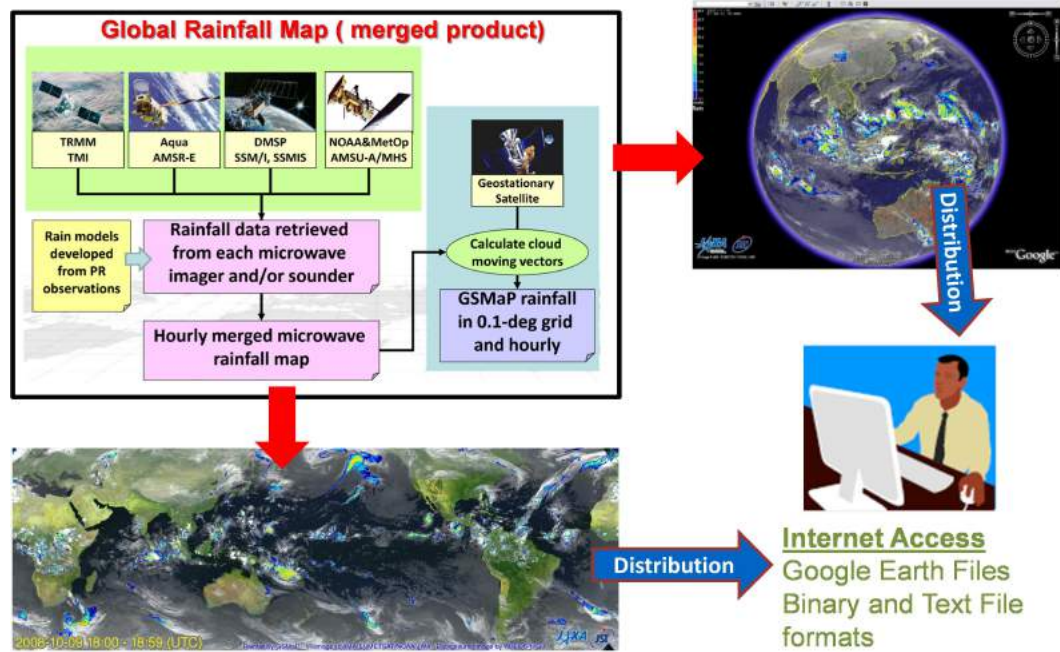 Global Rainfall Map ( merged product)
TRMM
TMI
Aqua
AMSR-E
DMSP
SSM/I, SSMIS
NOAA&MetOp
AMSU-A/MHS
Geostationary
Satellite
Rain models
developed
from PR
observations
Rainfall data retrieved
from each microwave
imager and/or sounder
Calculate cloud
moving vectors
Hourly merged microwave
rainfall map
GSMaP rainfall
in 0.1-deg grid
and hourly
Google
Distribution
2008-10-09 18:00 - 18:59 (UTC)
JAXA
JST
Distribution
Internet Access
Google Earth Files
Binary and Text File
formats